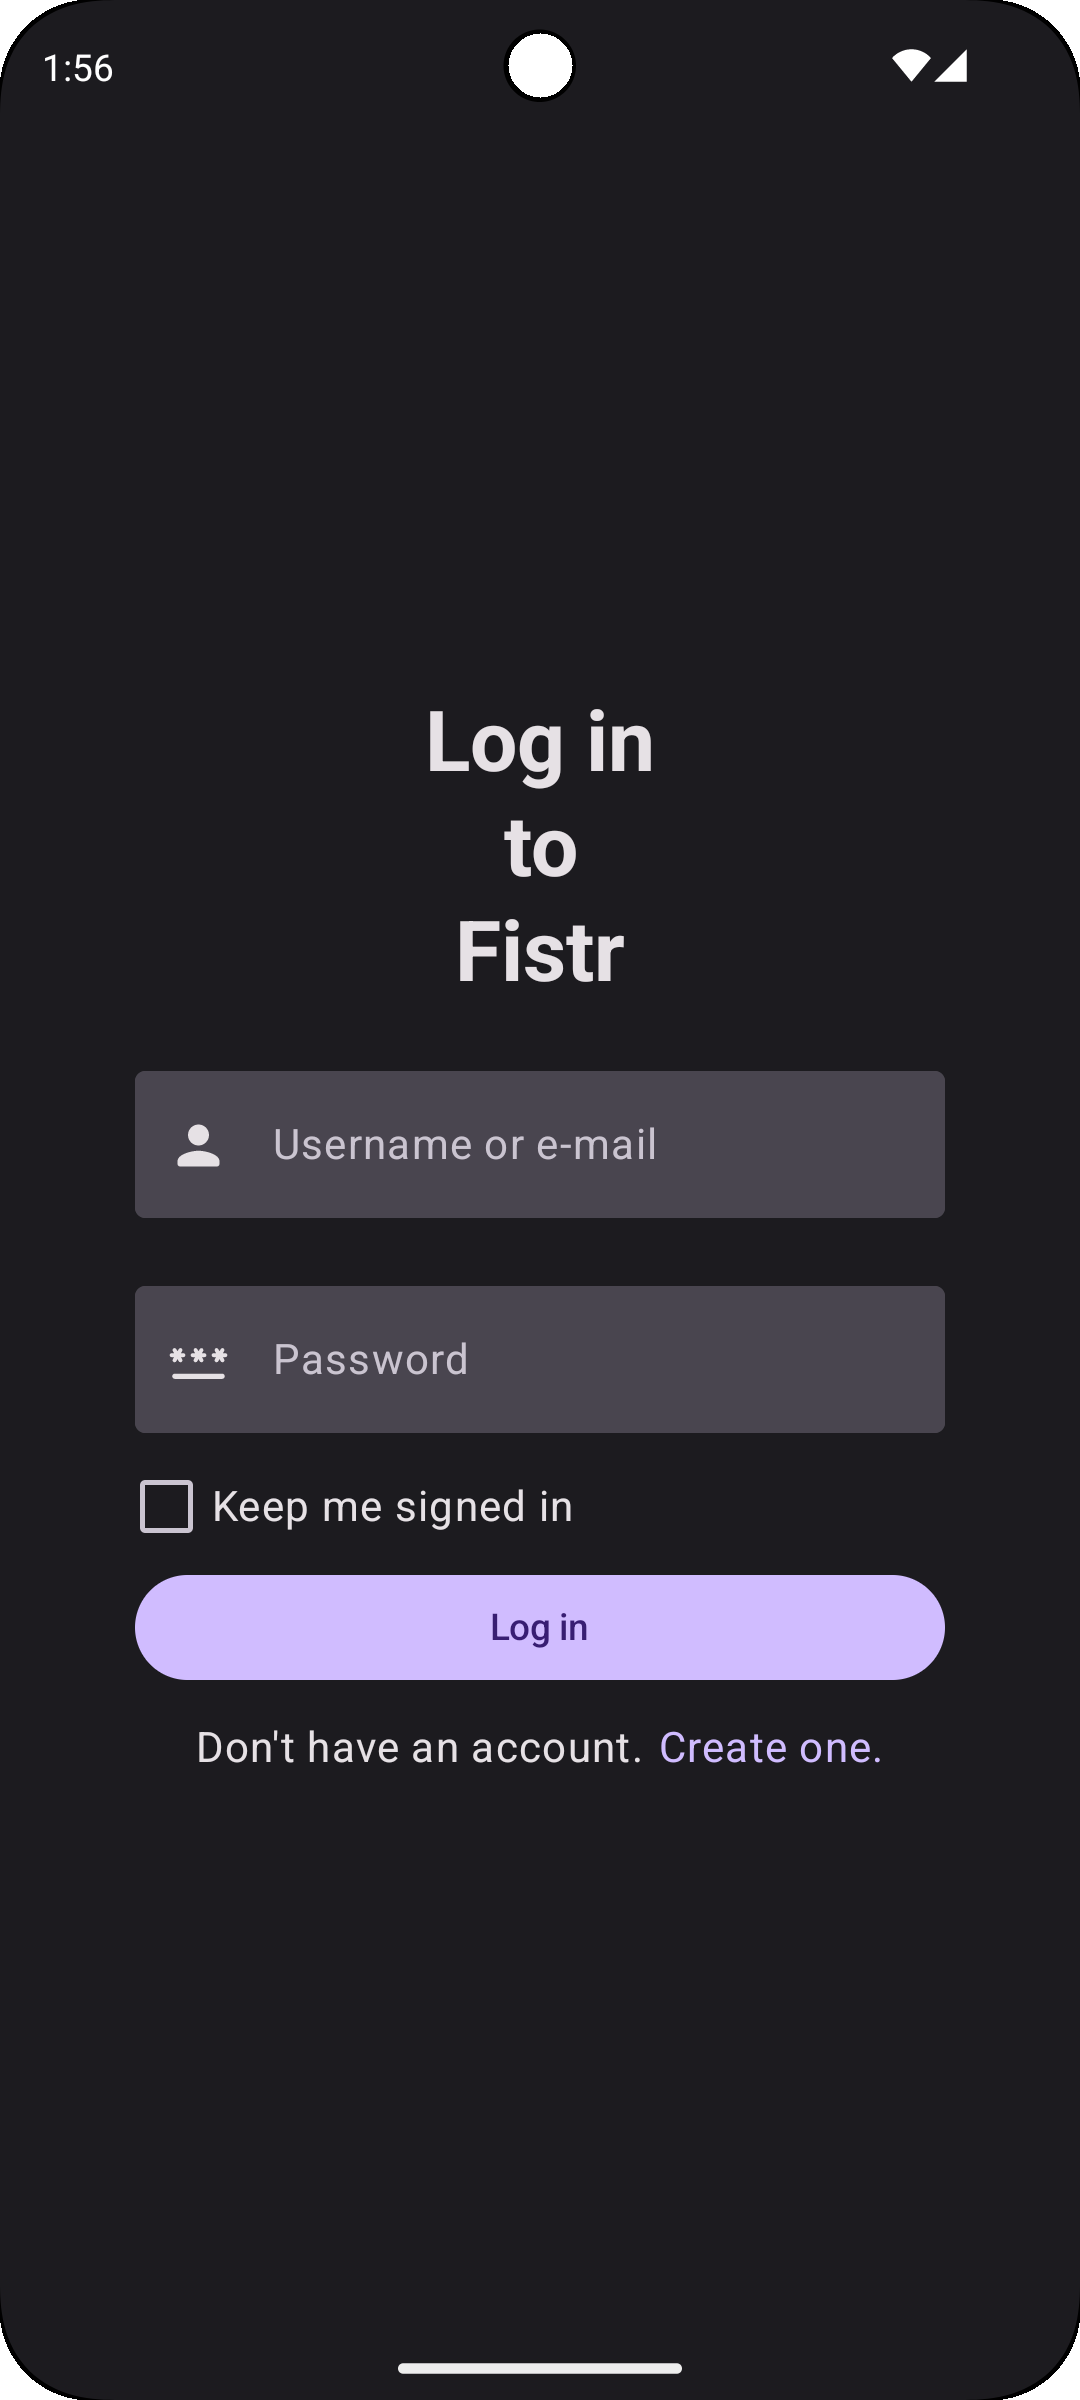 1:56
Log in
to
Fistr
Username or e-mail
Password
Keep me signed in
Log in
Don't have an account. Create one.